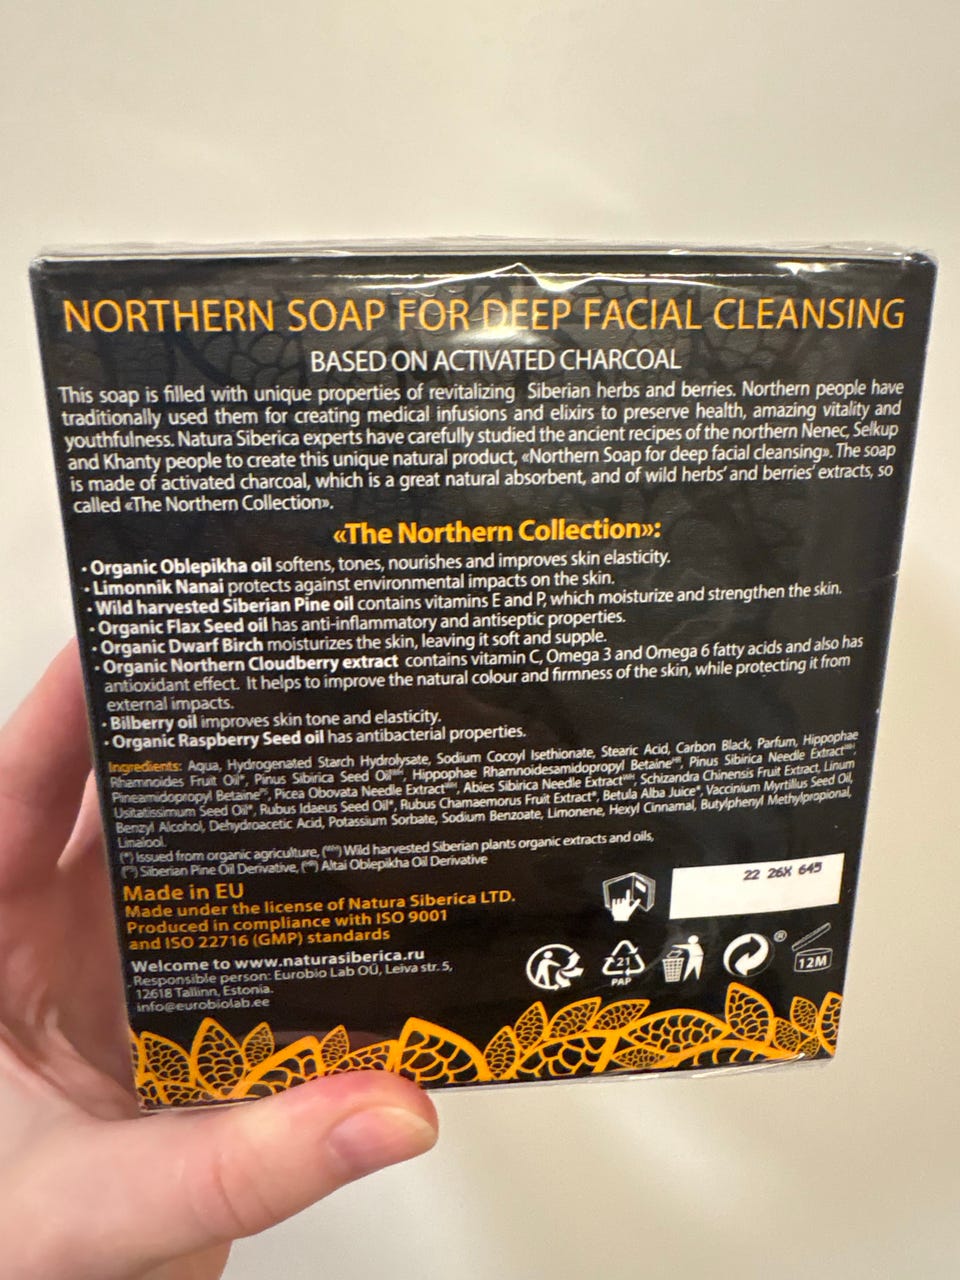 NORTHERN SOAP FOR DEEP FACIAL CLEANSING
BASED ON ACTIVATED CHARCOAL
This soap is filled with unique properties of revitalizing Siberian herbs and berries. Northern people have
traditionally used them for creating medical infusions and elixirs to preserve health, amazing vitality and
youthfulness. Natura Siberica experts have carefully studied the ancient recipes of the northern Nenec, Selkup
and Khanty people to create this unique natural product, «Northern Soap for deep facial cleansing». The soap
is made of activated charcoal, which is a great natural absorbent, and of wild herbs' and berries' extracts, so
called «The Northern Collection».
«The Northern Collection»:
• Organic Oblepikha oil softens, tones, nourishes and improves skin elasticity.
• Limonnik Nanai protects against environmental impacts on the skin.
• Wild harvested Siberian Pine oil contains vitamins E and P, which moisturize and strengthen the skin.
• Organic Flax Seed oil has anti-inflammatory and antiseptic properties.
• Organic Dwarf Birch moisturizes the skin, leaving it soft and supple.
• Organic Northern Cloudberry extract contains vitamin C, Omega 3 and Omega 6 fatty acids and also has
antioxidant effect. It helps to improve the natural colour and firmness of the skin, while protecting it from
external impacts.
• Bilberry oil improves skin tone and elasticity.
• Organic Raspberry Seed oil has antibacterial properties.
Ingredients: Aqua, Hydrogenated Starch Hydrolysate, Sodium Cocoyl Isethionate, Stearic Acid, Carbon Black, Parfum, Hippophae
Rhamnoides Fruit Oil*, Pinus Sibirica Seed Oil(WH), Hippophae Rhamnoidesamidopropyl Betaine(HR), Pinus Sibirica Needle Extract(WH),
Pineamidopropyl Betaine(PS), Picea Obovata Needle Extract(WH), Abies Sibirica Needle Extract(WH), Schizandra Chinensis Fruit Extract, Linum
Usitatissimum Seed Oil*, Rubus Idaeus Seed Oil*, Rubus Chamaemorus Fruit Extract*, Betula Alba Juice*, Vaccinium Myrtillus Seed Oil,
Benzyl Alcohol, Dehydroacetic Acid, Potassium Sorbate, Sodium Benzoate, Limonene, Hexyl Cinnamal, Butylphenyl Methylpropional,
Linalool.
(*) Issued from organic agriculture, (WH) Wild harvested Siberian plants organic extracts and oils,
(PS) Siberian Pine Oil Derivative, (HR) Altai Oblepikha Oil Derivative
Made in EU
Made under the license of Natura Siberica LTD.
Produced in compliance with ISO 9001
and ISO 22716 (GMP) standards
22 26X 645
Welcome to www.naturasiberica.ru
Responsible person: Eurobio Lab OÜ, Leiva str. 5,
12618 Tallinn, Estonia.
info@eurobiolab.ee
21
PAP
®
12M